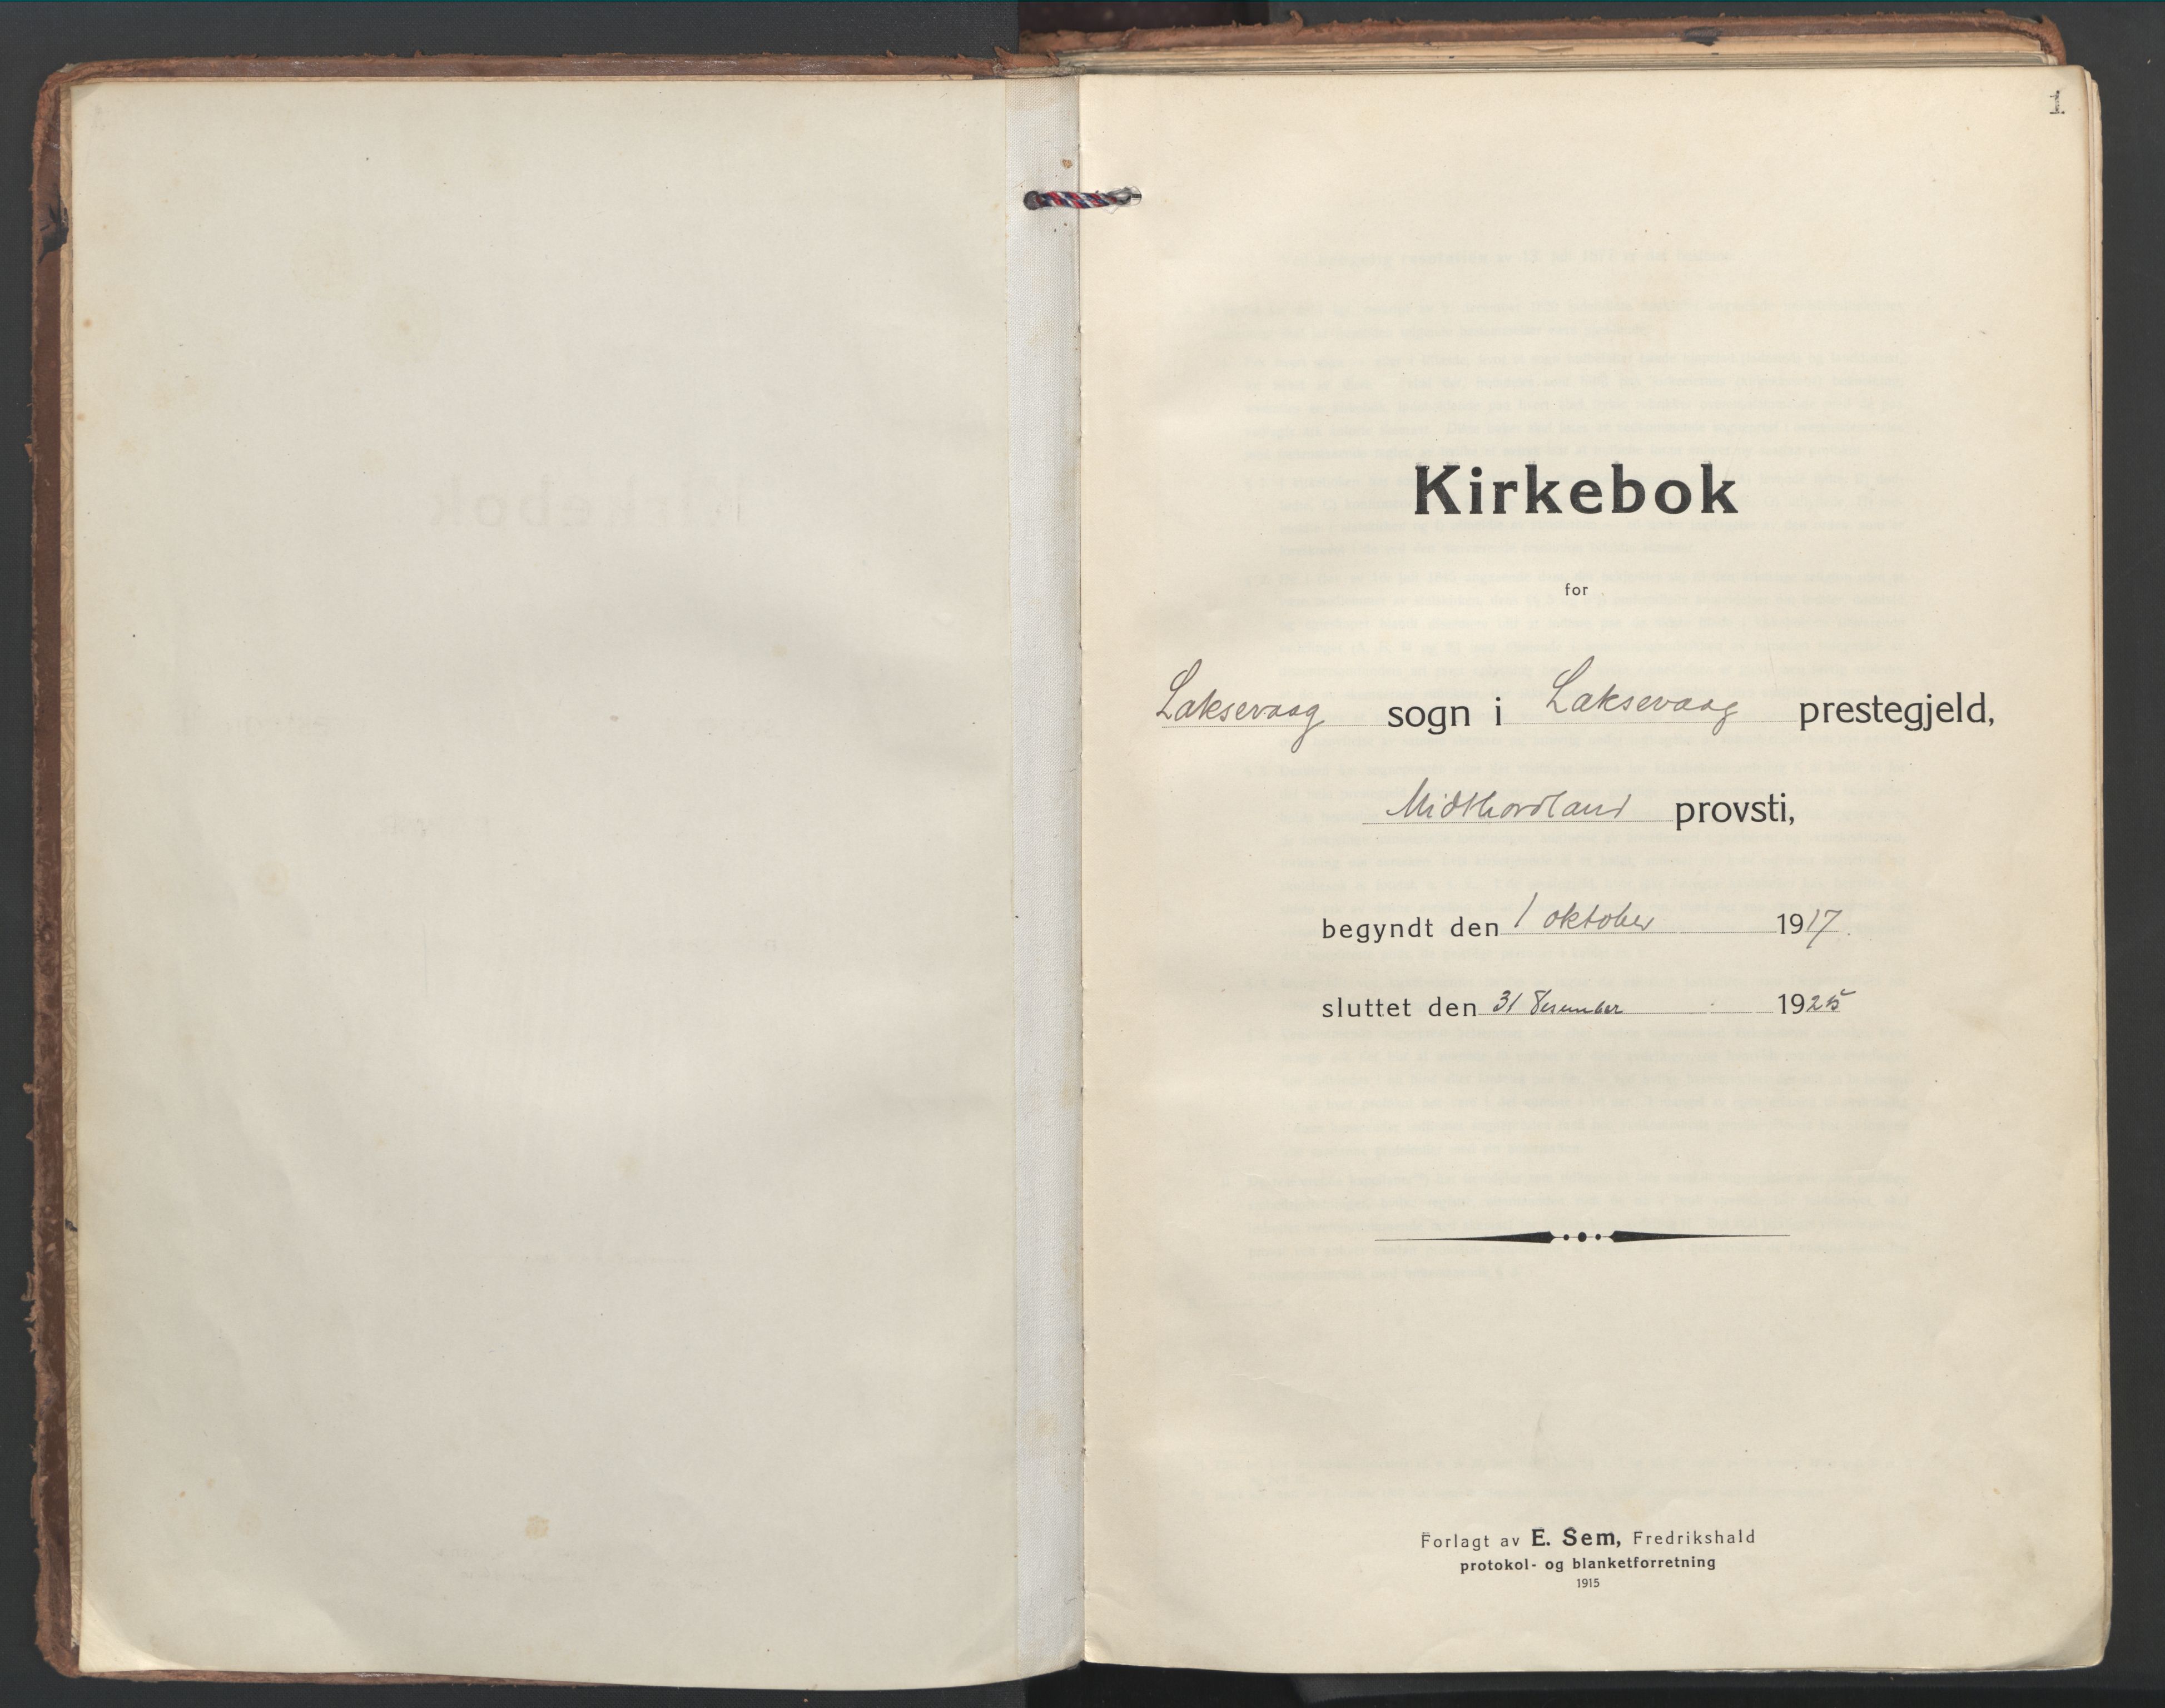 1
Kirkebok
for
Laksevaag sogn i Laksevaag prestegjeld,
Midthordland provsti,
begyndt den 1 oktober 1917.
sluttet den 31 Desember 1925
Forlagt av E. Sem, Fredrikshald
protokol- og blanketforretning
1915